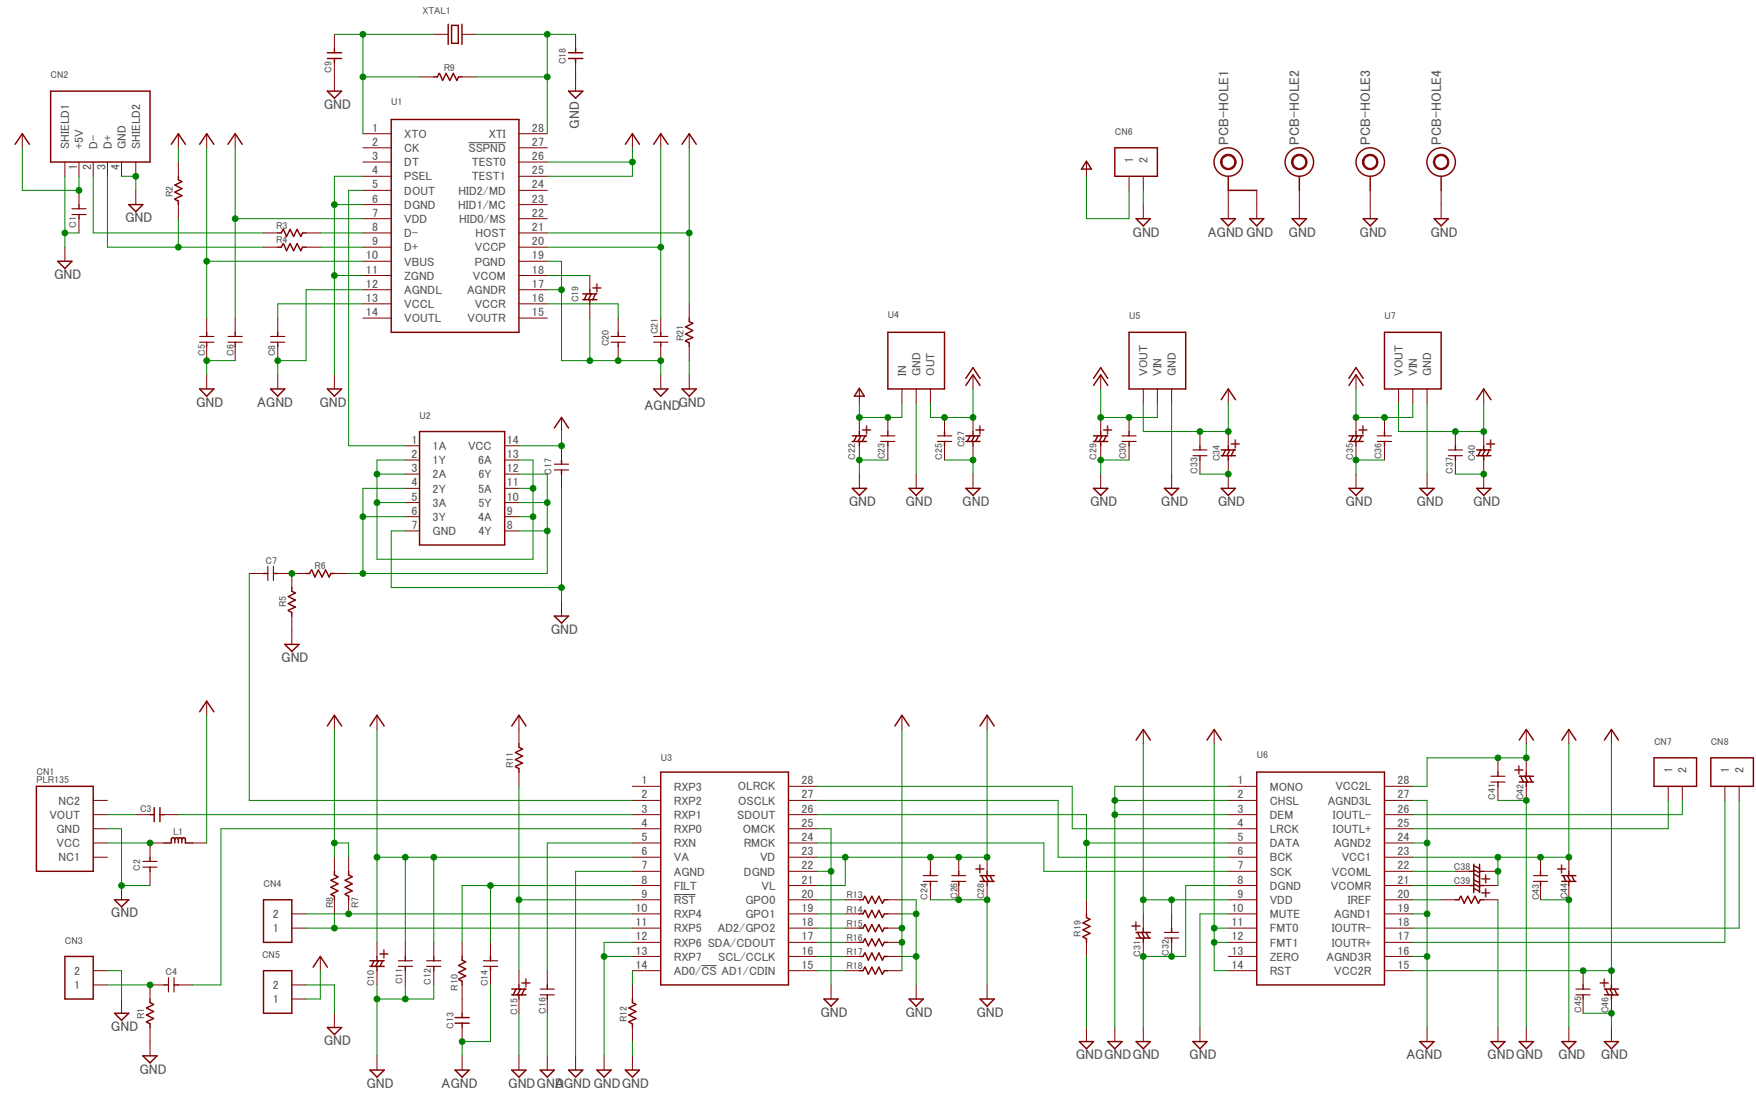 XTAL1
C9
C18
R9
GND
GND
CN2
SHIELD1
+5V
D-
D+
GND
SHIELD2
1
2
3
4
C1
GND
GND
R2
R3
R4
U1
1 XTO XTI 28
2 CK SSPND 27
3 DT TEST0 26
4 PSEL TEST1 25
5 DOUT HID2/MD 24
6 DGND HID1/MC 23
7 VDD HID0/MS 22
8 D- HOST 21
9 D+ VCCP 20
10 VBUS PGND 19
11 ZGND VCOM 18
12 AGNDL AGNDR 17
13 VCCL VCCR 16
14 VOUTL VOUTR 15
C5
C6
C8
C19
C20
C21
R21
GND
AGND
GND
AGND
GND
CN6
1 2
GND
PCB-HOLE1
PCB-HOLE2
PCB-HOLE3
PCB-HOLE4
AGND
GND
GND
GND
GND
U4
IN
GND
OUT
C22
C23
C25
C27
GND
GND
GND
U5
VOUT
VIN
GND
C29
C30
C33
C34
GND
GND
GND
U7
VOUT
VIN
GND
C35
C36
C37
C40
GND
GND
GND
U2
1 1A VCC 14
2 1Y 6A 13
3 2A 6Y 12
4 2Y 5A 11
5 3A 5Y 10
6 3Y 4A 9
7 GND 4Y 8
C17
GND
C7
R6
R5
GND
CN1
PLR135
NC2
VOUT
GND
VCC
NC1
C3
L1
C2
GND
CN4
2
1
CN3
2
1
CN5
2
1
C4
R1
GND
GND
GND
R8
R7
C10
C11
C12
R10
C13
C14
R11
C15
C16
R12
GND
AGND
GND
GND
AGND
GND
GND
U3
1 RXP3 OLRCK 28
2 RXP2 OSCLK 27
3 RXP1 SDOUT 26
4 RXP0 OMCK 25
5 RXN RMCK 24
6 VA VD 23
7 AGND DGND 22
8 FILT VL 21
9 RST GPO0 20
10 RXP4 GPO1 19
11 RXP5 AD2/GPO2 18
12 RXP6 SDA/CDOUT 17
13 RXP7 SCL/CCLK 16
14 AD0/CS AD1/CDIN 15
R13
R14
R15
R16
R17
R18
C24
C26
C28
GND
GND
GND
R19
C31
C32
GND
GND
GND
GND
U6
1 MONO VCC2L 28
2 CHSL AGND3L 27
3 DEM IOUTL- 26
4 LRCK IOUTL+ 25
5 DATA AGND2 24
6 BCK VCC1 23
7 SCK VCOML 22
8 DGND VCOMR 21
9 VDD IREF 20
10 MUTE AGND1 19
11 FMT0 IOUTR- 18
12 FMT1 IOUTR+ 17
13 ZERO AGND3R 16
14 RST VCC2R 15
C38
C39
C41
C42
C43
C44
C45
C46
AGND
GND
GND
GND
GND
CN7
1 2
CN8
1 2